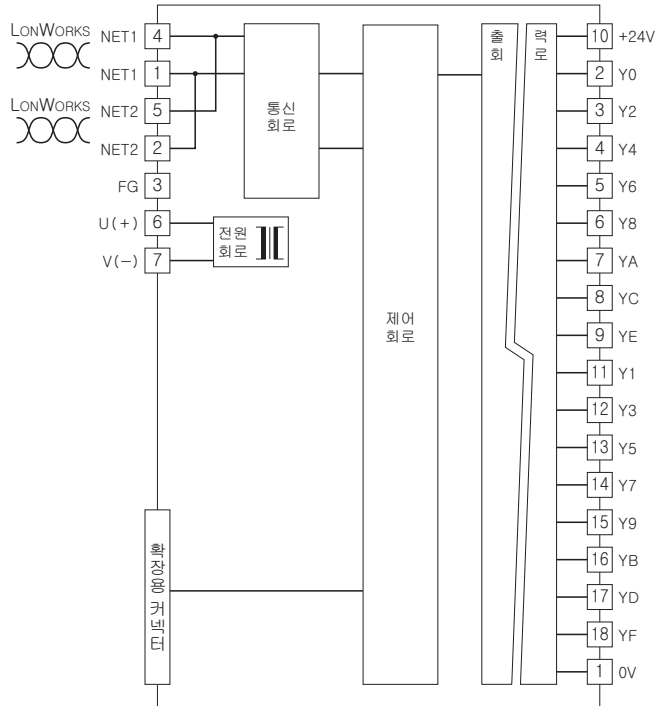 LONWORKS NET1 4
NET1 1
LONWORKS NET2 5
NET2 2
FG 3
U(+) 6
V(−) 7
통신
회로
전원
회로
제어
회로
출력
회로
확장용 커넥터
10 +24V
2 Y0
3 Y2
4 Y4
5 Y6
6 Y8
7 YA
8 YC
9 YE
11 Y1
12 Y3
13 Y5
14 Y7
15 Y9
16 YB
17 YD
18 YF
1 0V